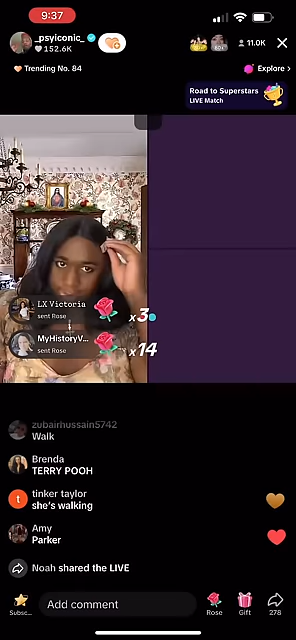 9:37
_psyiconic_
152.6K
11.0K
Trending No. 84
Explore >
Road to Superstars
LIVE Match
LX Victoria
sent Rose
x3
MyHistoryV...
sent Rose
x14
zubairhussain5742
Walk
Brenda
TERRY POOH
t
tinker taylor
she's walking
Amy
Parker
Noah shared the LIVE
Subsc...
Add comment
Rose
Gift
278